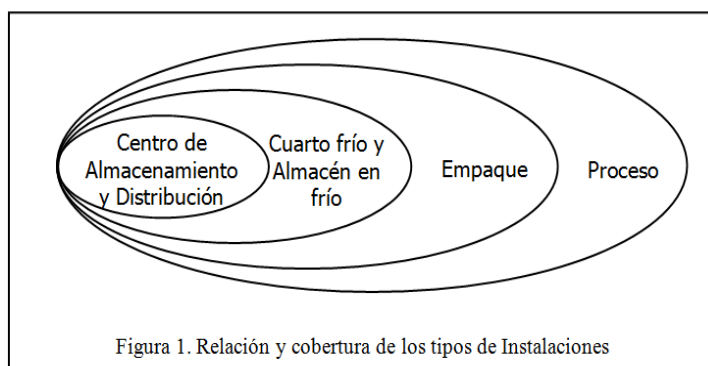 Centro de
Almacenamiento
y Distribución
Cuarto frío y
Almacén en
frío
Empaque
Proceso
Figura 1. Relación y cobertura de los tipos de Instalaciones